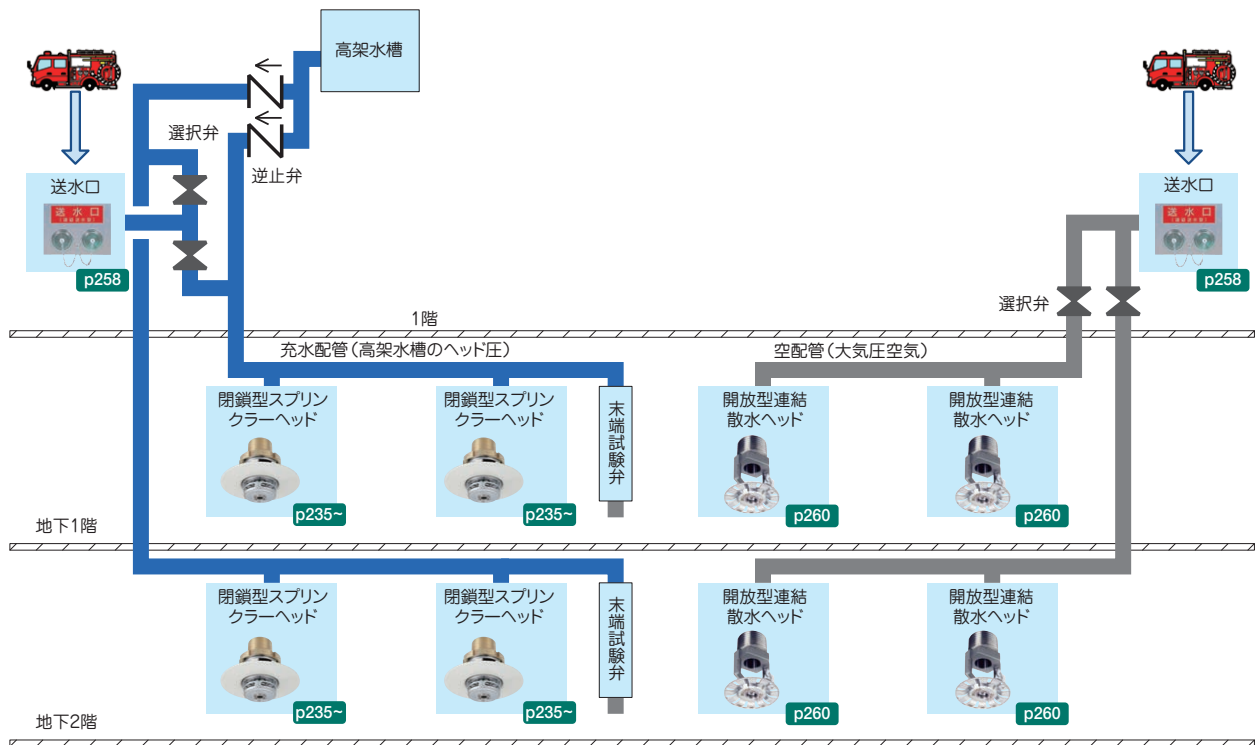 高架水槽
選択弁
逆止弁
送水口
送水口
p258
送水口
送水口
p258
選択弁
1階
充水配管(高架水槽のヘッド圧)
空配管(大気圧空気)
閉鎖型スプリン
クラーヘッド
p235~
閉鎖型スプリン
クラーヘッド
p235~
末端試験弁
開放型連結
散水ヘッド
p260
開放型連結
散水ヘッド
p260
地下1階
閉鎖型スプリン
クラーヘッド
p235~
閉鎖型スプリン
クラーヘッド
p235~
末端試験弁
開放型連結
散水ヘッド
p260
開放型連結
散水ヘッド
p260
地下2階